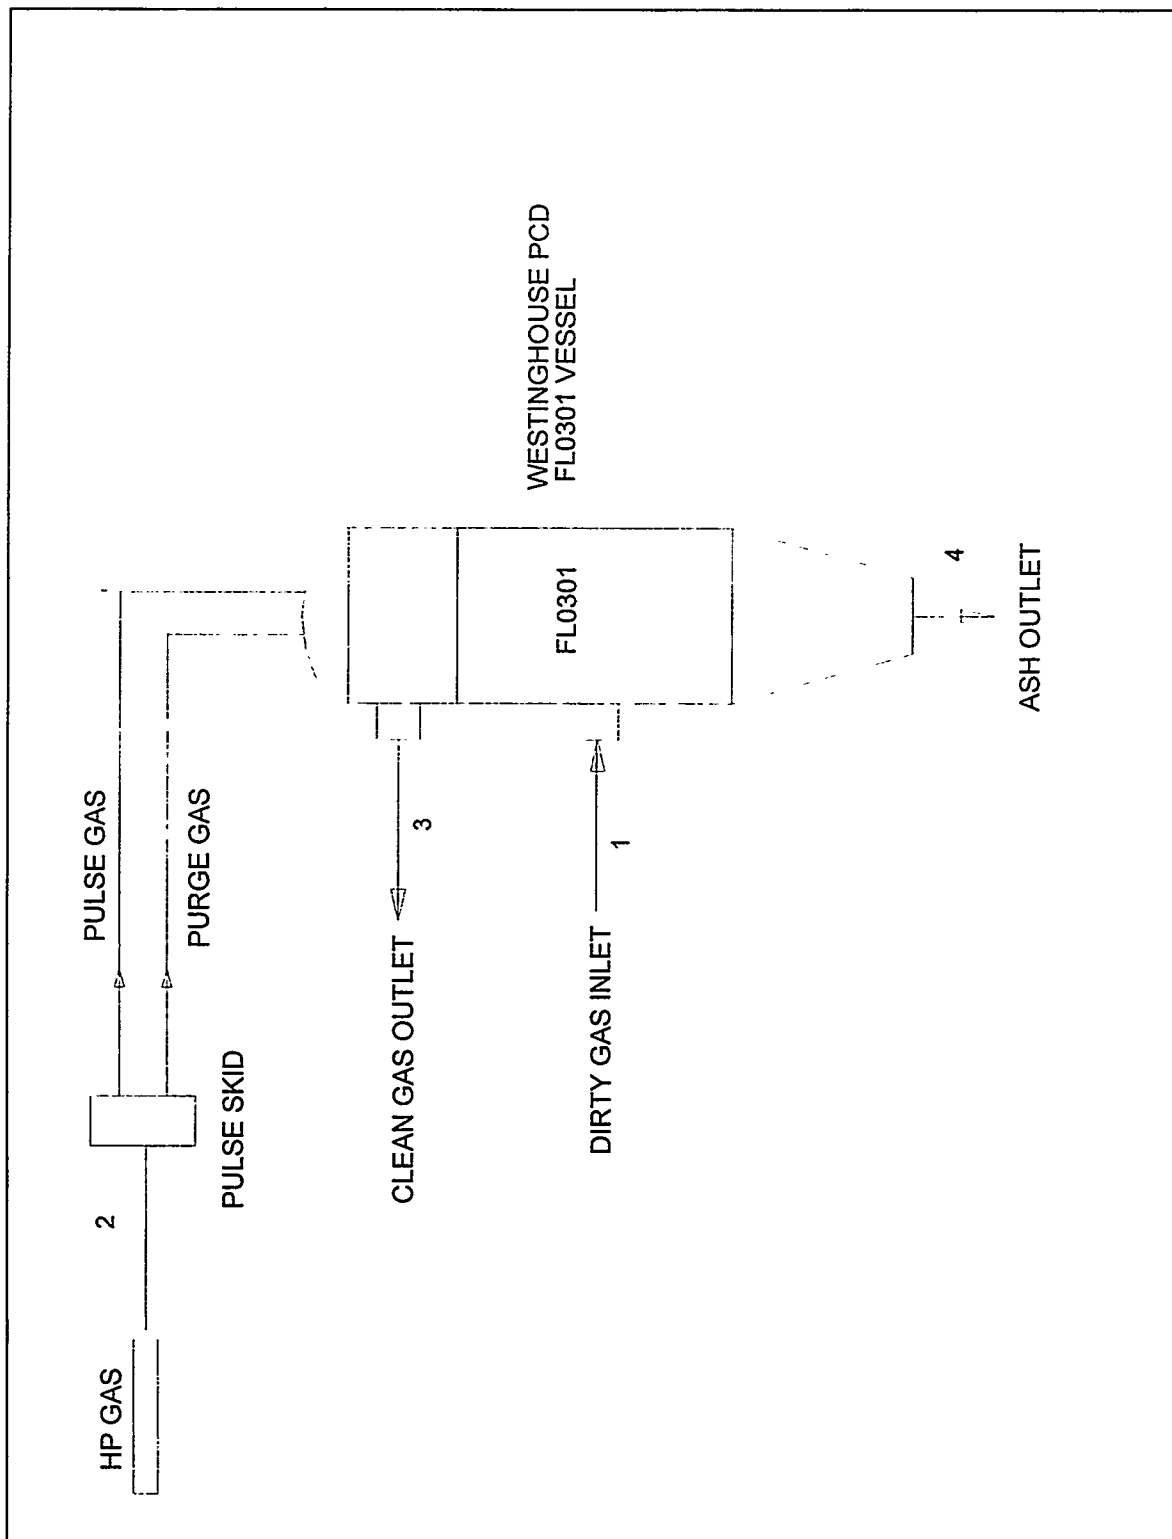 HP GAS
2
PULSE SKID
PULSE GAS
PURGE GAS
3
CLEAN GAS OUTLET
1
DIRTY GAS INLET
FL0301
WESTINGHOUSE PCD
FL0301 VESSEL
4
ASH OUTLET